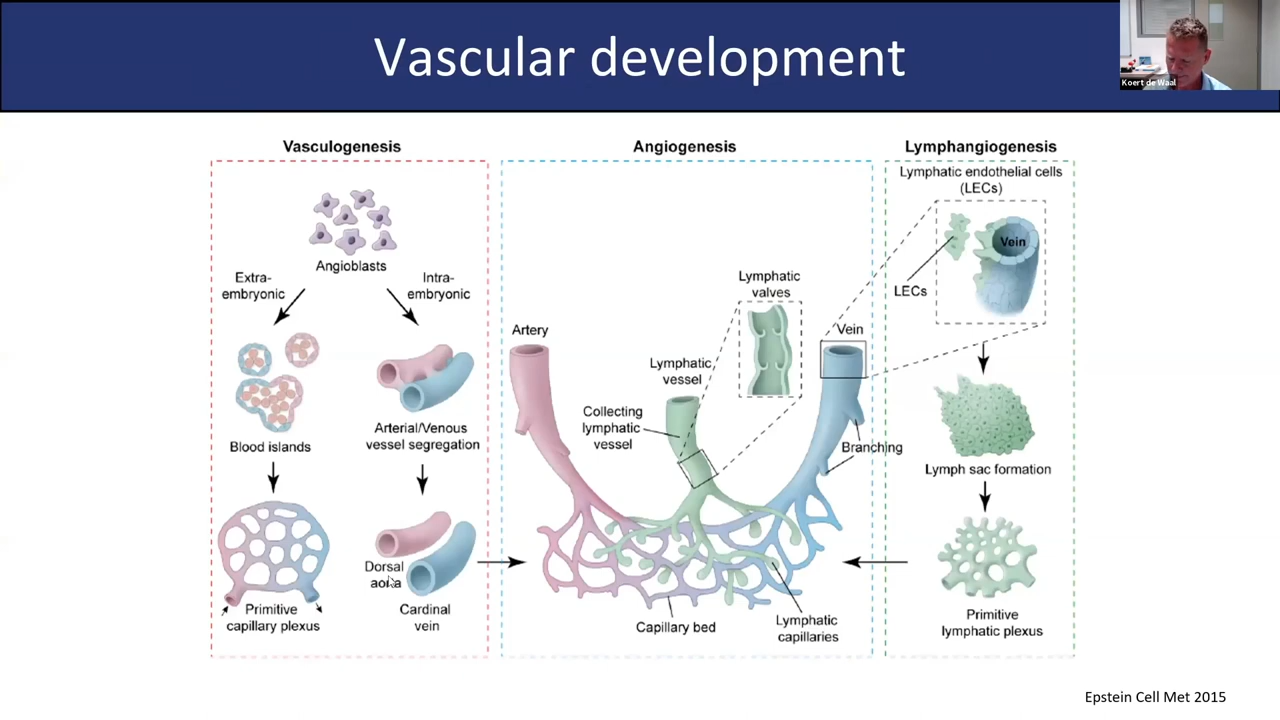 Vascular development
Koert de Waal
Vasculogenesis
Angioblasts
Extra-
embryonic
Intra-
embryonic
Blood islands
Arterial/Venous
vessel segregation
Primitive
capillary plexus
Dorsal
aorta
Cardinal
vein
Angiogenesis
Artery
Lymphatic
vessel
Lymphatic
valves
Vein
Collecting
lymphatic
vessel
Branching
Capillary bed
Lymphatic
capillaries
Lymphangiogenesis
Lymphatic endothelial cells
(LECs)
Vein
LECs
Lymph sac formation
Primitive
lymphatic plexus
Epstein Cell Met 2015